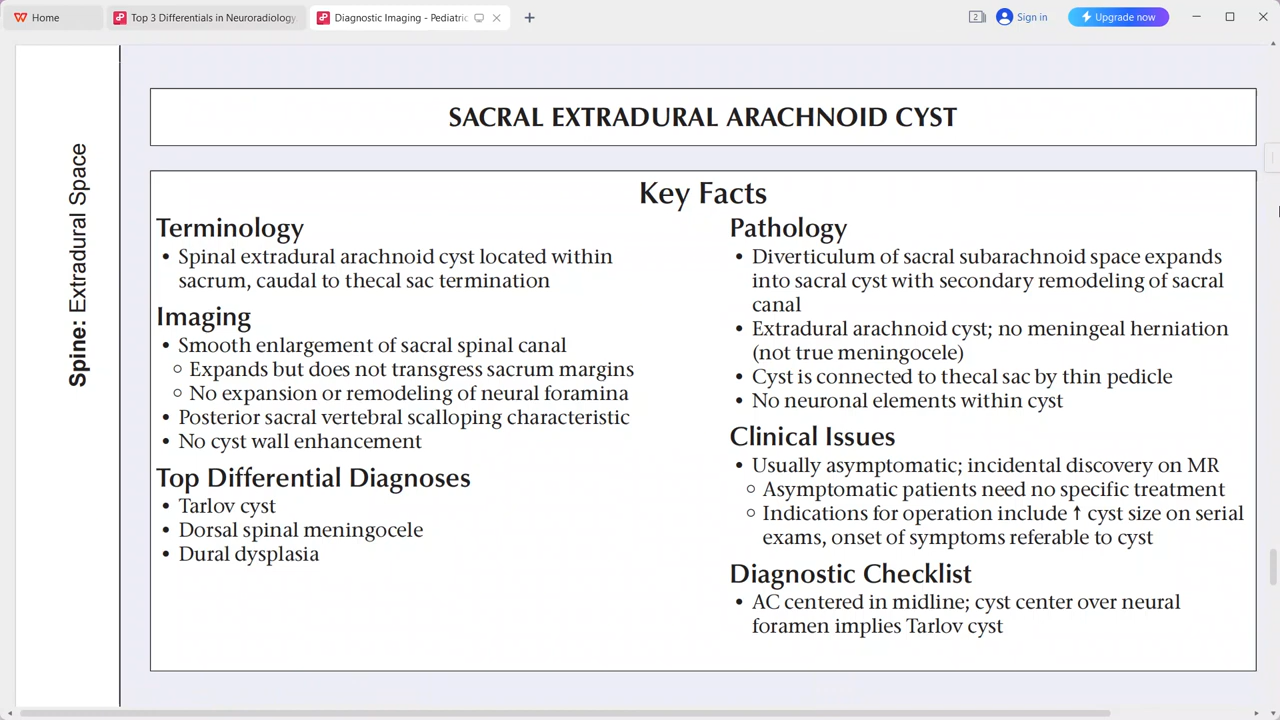 Home
Top 3 Differentials in Neuroradiology.
Diagnostic Imaging - Pediatric
2
Sign in
Upgrade now
Spine: Extradural Space
SACRAL EXTRADURAL ARACHNOID CYST
Key Facts
Terminology
• Spinal extradural arachnoid cyst located within
sacrum, caudal to thecal sac termination
Imaging
• Smooth enlargement of sacral spinal canal
○ Expands but does not transgress sacrum margins
○ No expansion or remodeling of neural foramina
• Posterior sacral vertebral scalloping characteristic
• No cyst wall enhancement
Top Differential Diagnoses
• Tarlov cyst
• Dorsal spinal meningocele
• Dural dysplasia
Pathology
• Diverticulum of sacral subarachnoid space expands
into sacral cyst with secondary remodeling of sacral
canal
• Extradural arachnoid cyst; no meningeal herniation
(not true meningocele)
• Cyst is connected to thecal sac by thin pedicle
• No neuronal elements within cyst
Clinical Issues
• Usually asymptomatic; incidental discovery on MR
○ Asymptomatic patients need no specific treatment
○ Indications for operation include ↑ cyst size on serial
exams, onset of symptoms referable to cyst
Diagnostic Checklist
• AC centered in midline; cyst center over neural
foramen implies Tarlov cyst